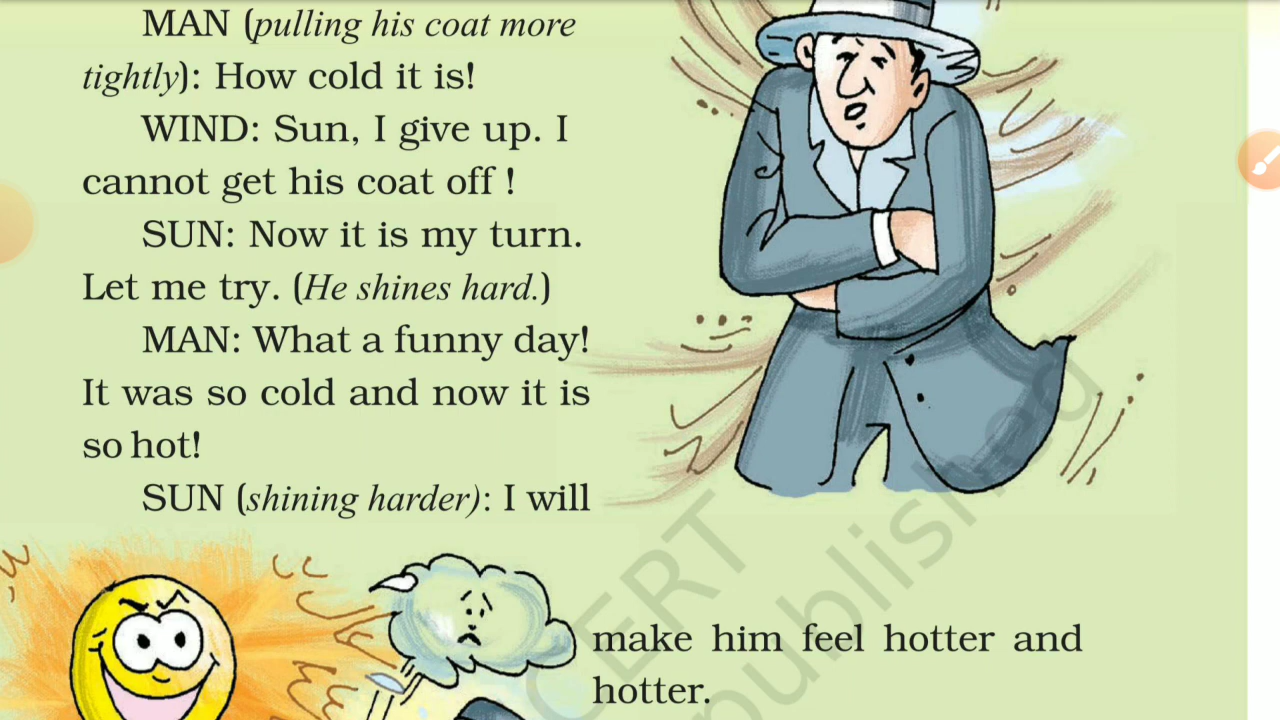 MAN (pulling his coat more
tightly): How cold it is!
WIND: Sun, I give up. I
cannot get his coat off !
SUN: Now it is my turn.
Let me try. (He shines hard.)
MAN: What a funny day!
It was so cold and now it is
so hot!
SUN (shining harder): I will
make him feel hotter and
hotter.
CERT
published